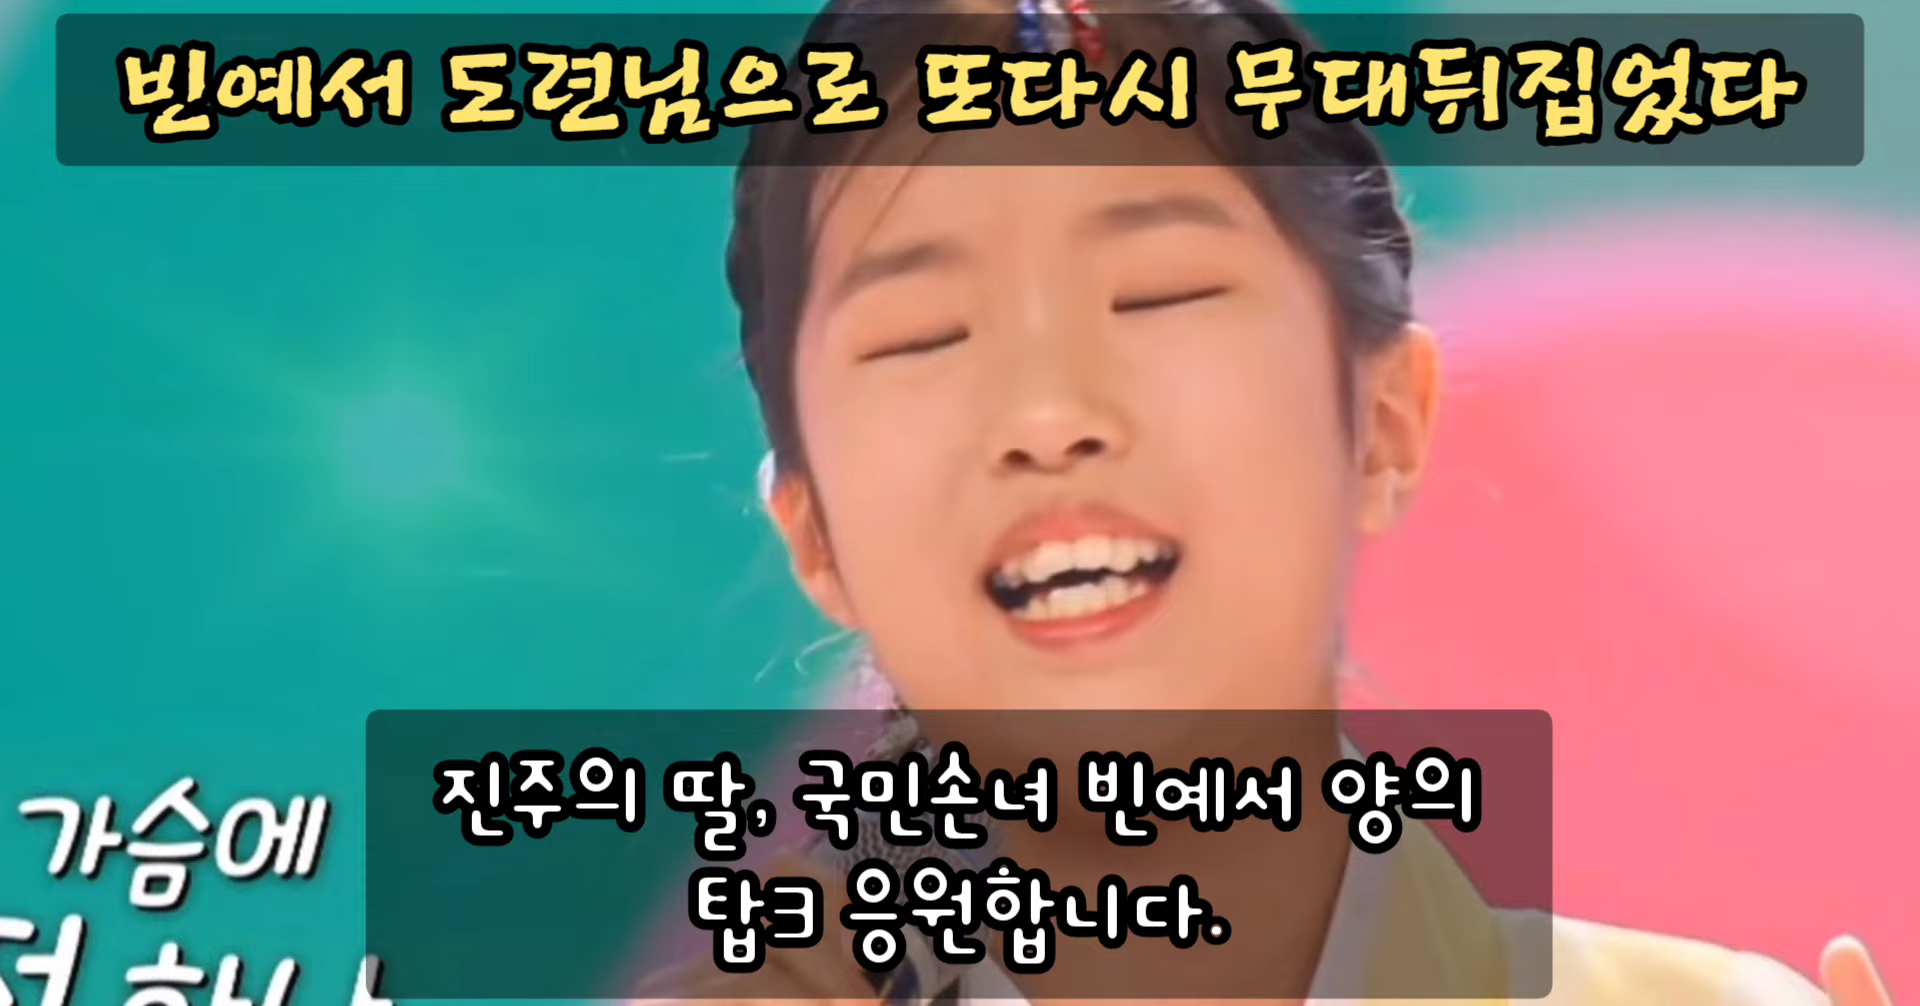 빈예서 도련님으로 또다시 무대뒤집었다
진주의 딸, 국민손녀 빈예서 양의
탑3 응원합니다.
가슴에
하나